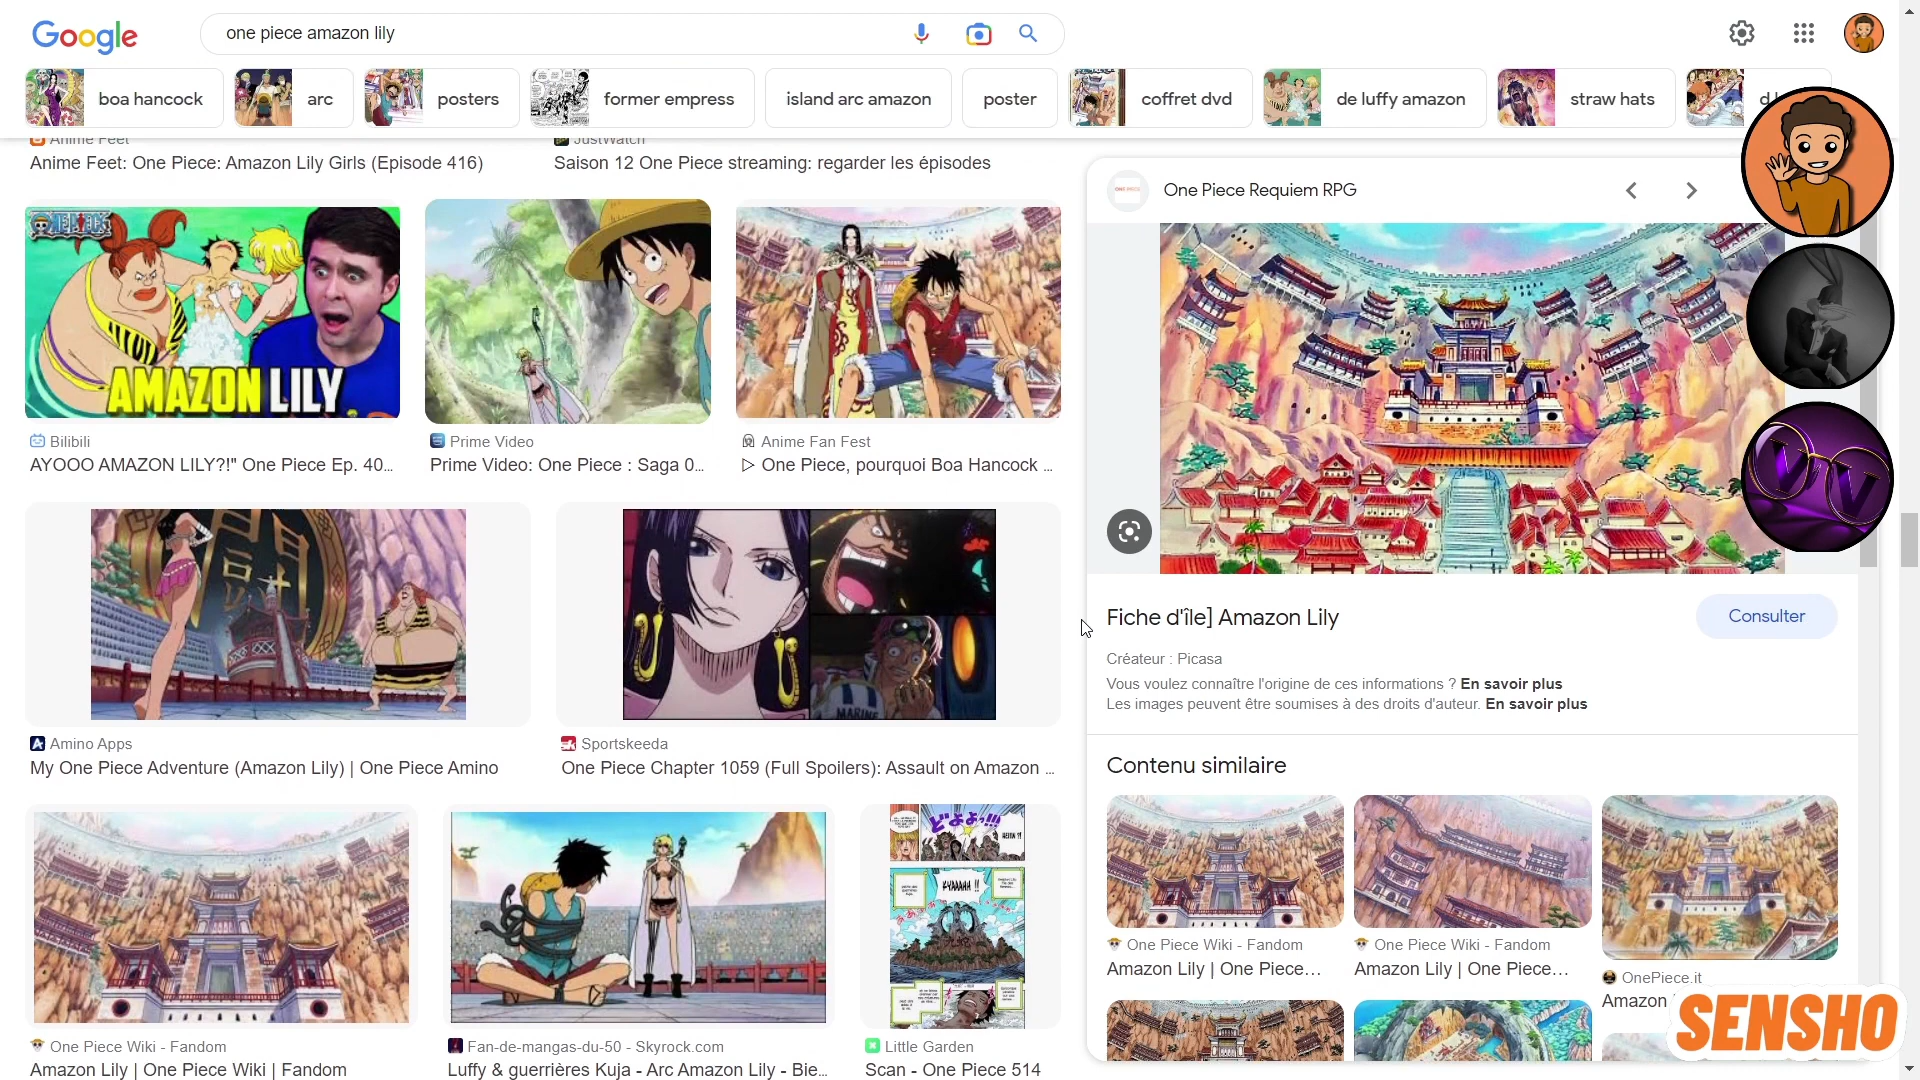 Google
one piece amazon lily
boa hancock
arc
posters
former empress
island arc amazon
poster
coffret dvd
de luffy amazon
straw hats
Anime Feet
Anime Feet: One Piece: Amazon Lily Girls (Episode 416)
JustWatch
Saison 12 One Piece streaming: regarder les épisodes
ONE PIECE
AMAZON LILY
Bilibili
AYOOO AMAZON LILY?!" One Piece Ep. 40...
Prime Video
Prime Video: One Piece : Saga 0...
Anime Fan Fest
▷ One Piece, pourquoi Boa Hancock ...
Amino Apps
My One Piece Adventure (Amazon Lily) | One Piece Amino
MARINE
Sportskeeda
One Piece Chapter 1059 (Full Spoilers): Assault on Amazon ...
One Piece Wiki - Fandom
Amazon Lily | One Piece Wiki | Fandom
Fan-de-mangas-du-50 - Skyrock.com
Luffy & guerrières Kuja - Arc Amazon Lily - Bie...
KYAAAAH !!
Little Garden
Scan - One Piece 514
One Piece Requiem RPG
Fiche d'île] Amazon Lily
Consulter
Créateur : Picasa
Vous voulez connaître l'origine de ces informations ? En savoir plus
Les images peuvent être soumises à des droits d'auteur. En savoir plus
Contenu similaire
One Piece Wiki - Fandom
Amazon Lily | One Piece...
One Piece Wiki - Fandom
Amazon Lily | One Piece...
OnePiece.it
Amazon
SENSHO